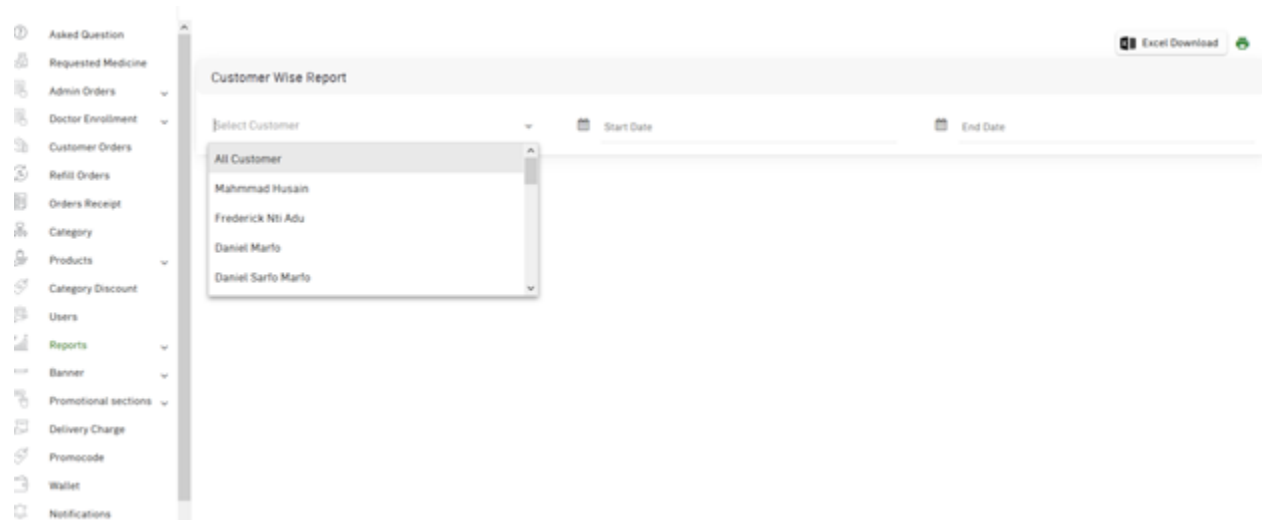 Asked Question
Requested Medicine
Admin Orders
Doctor Enrollment
Customer Orders
Refill Orders
Orders Receipt
Category
Products
Category Discount
Users
Reports
Banner
Promotional sections
Delivery Charge
Promocode
Wallet
Notifications
Excel Download
Customer Wise Report
Select Customer
Start Date
End Date
All Customer
Mahmmad Husain
Frederick Nti Adu
Daniel Marfo
Daniel Sarfo Marfo